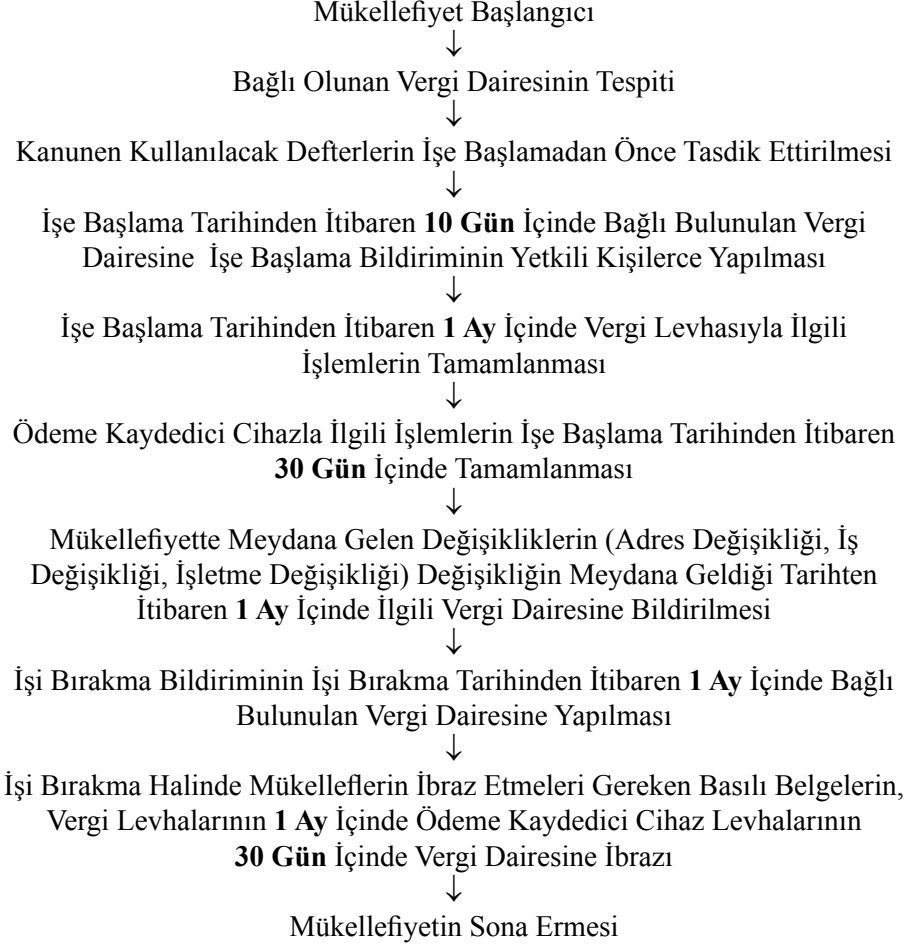 Mükellefiyet Başlangıcı
↓
Bağlı Olunan Vergi Dairesinin Tespiti
↓
Kanunen Kullanılacak Defterlerin İşe Başlamadan Önce Tasdik Ettirilmesi
↓
İşe Başlama Tarihinden İtibaren 10 Gün İçinde Bağlı Bulunulan Vergi
Dairesine İşe Başlama Bildiriminin Yetkili Kişilerce Yapılması
↓
İşe Başlama Tarihinden İtibaren 1 Ay İçinde Vergi Levhasıyla İlgili
İşlemlerin Tamamlanması
↓
Ödeme Kaydedici Cihazla İlgili İşlemlerin İşe Başlama Tarihinden İtibaren
30 Gün İçinde Tamamlanması
↓
Mükellefiyette Meydana Gelen Değişikliklerin (Adres Değişikliği, İş
Değişikliği, İşletme Değişikliği) Değişikliğin Meydana Geldiği Tarihten
İtibaren 1 Ay İçinde İlgili Vergi Dairesine Bildirilmesi
↓
İşi Bırakma Bildiriminin İşi Bırakma Tarihinden İtibaren 1 Ay İçinde Bağlı
Bulunulan Vergi Dairesine Yapılması
↓
İşi Bırakma Halinde Mükelleflerin İbraz Etmeleri Gereken Basılı Belgelerin,
Vergi Levhalarının 1 Ay İçinde Ödeme Kaydedici Cihaz Levhalarının
30 Gün İçinde Vergi Dairesine İbrazı
↓
Mükellefiyetin Sona Ermesi